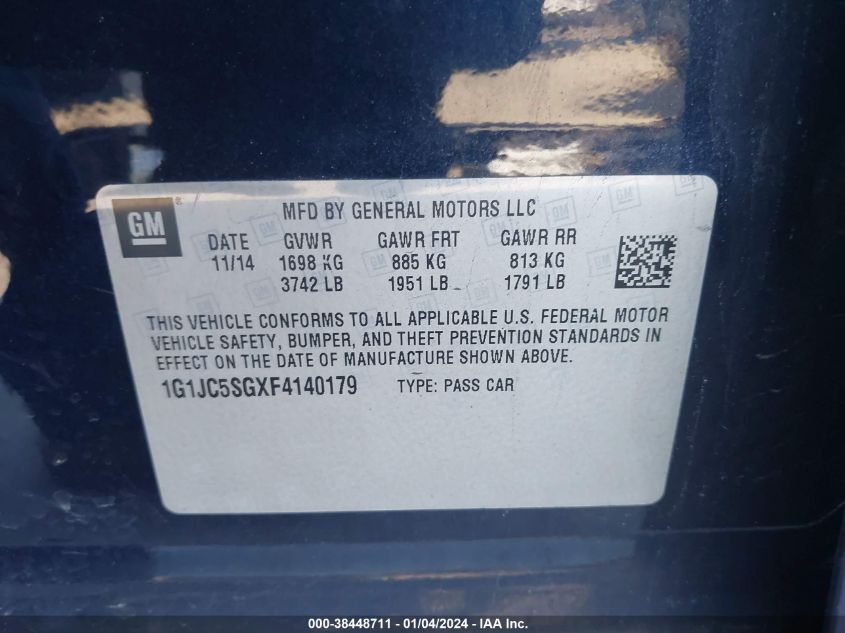 GM ®
MFD BY GENERAL MOTORS LLC
DATE GVWR GAWR FRT GAWR RR
11/14 1698 KG 885 KG 813 KG
3742 LB 1951 LB 1791 LB
THIS VEHICLE CONFORMS TO ALL APPLICABLE U.S. FEDERAL MOTOR
VEHICLE SAFETY, BUMPER, AND THEFT PREVENTION STANDARDS IN
EFFECT ON THE DATE OF MANUFACTURE SHOWN ABOVE.
1G1JC5SGXF4140179 TYPE: PASS CAR
000-38448711 - 01/04/2024 - IAA Inc.